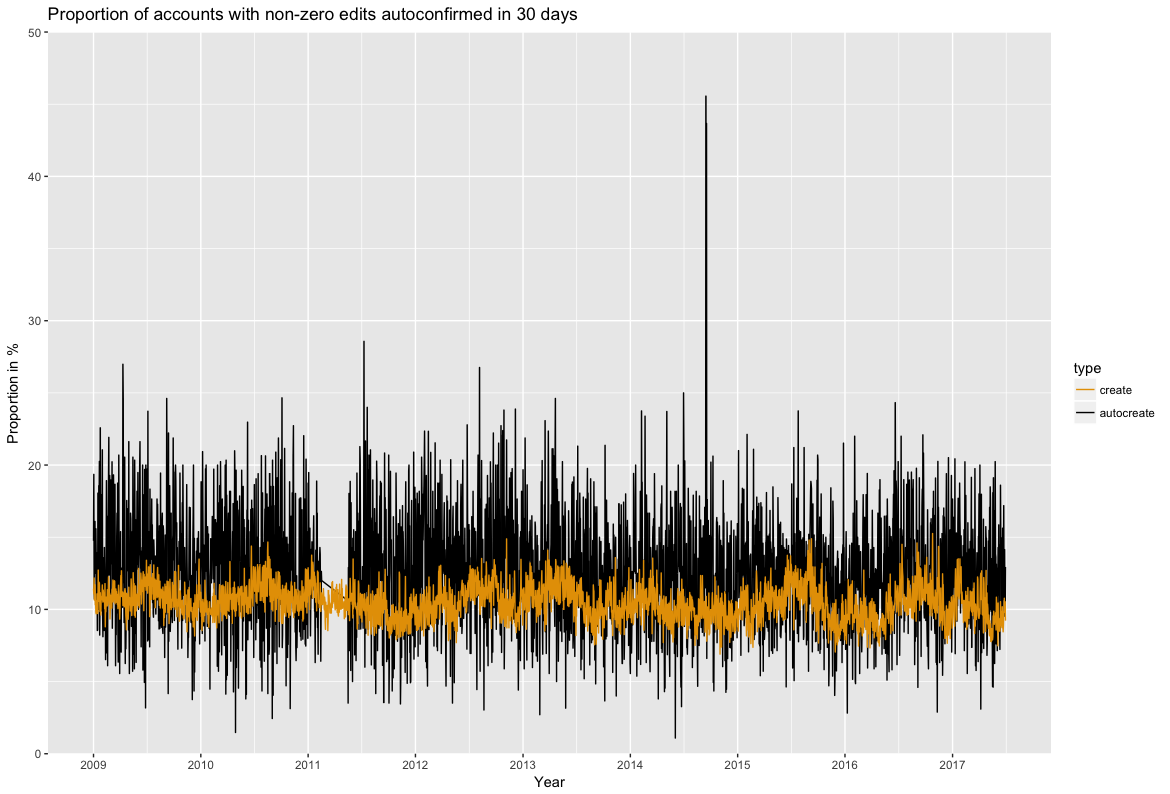 Proportion of accounts with non-zero edits autoconfirmed in 30 days
50
40
30
20
10
0
Proportion in %
2009 2010 2011 2012 2013 2014 2015 2016 2017
Year
type
create
autocreate